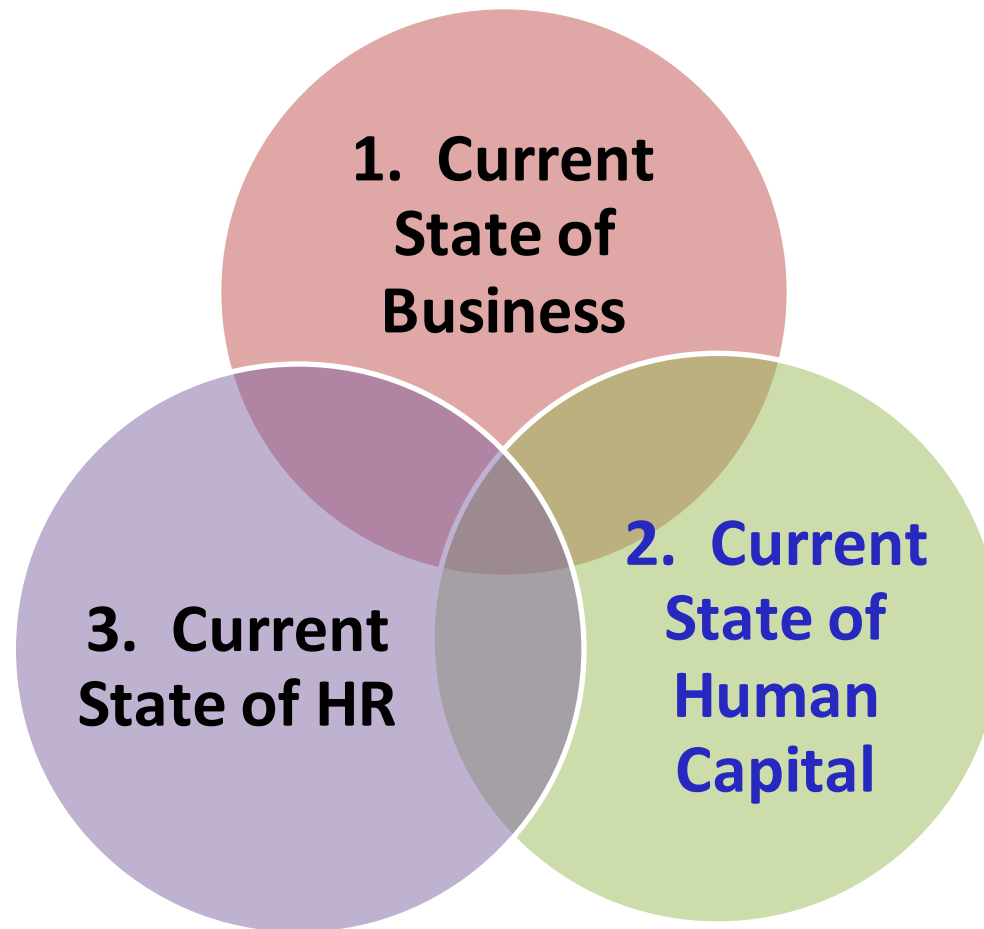 1. Current
State of
Business
2. Current
State of
Human
Capital
3. Current
State of HR